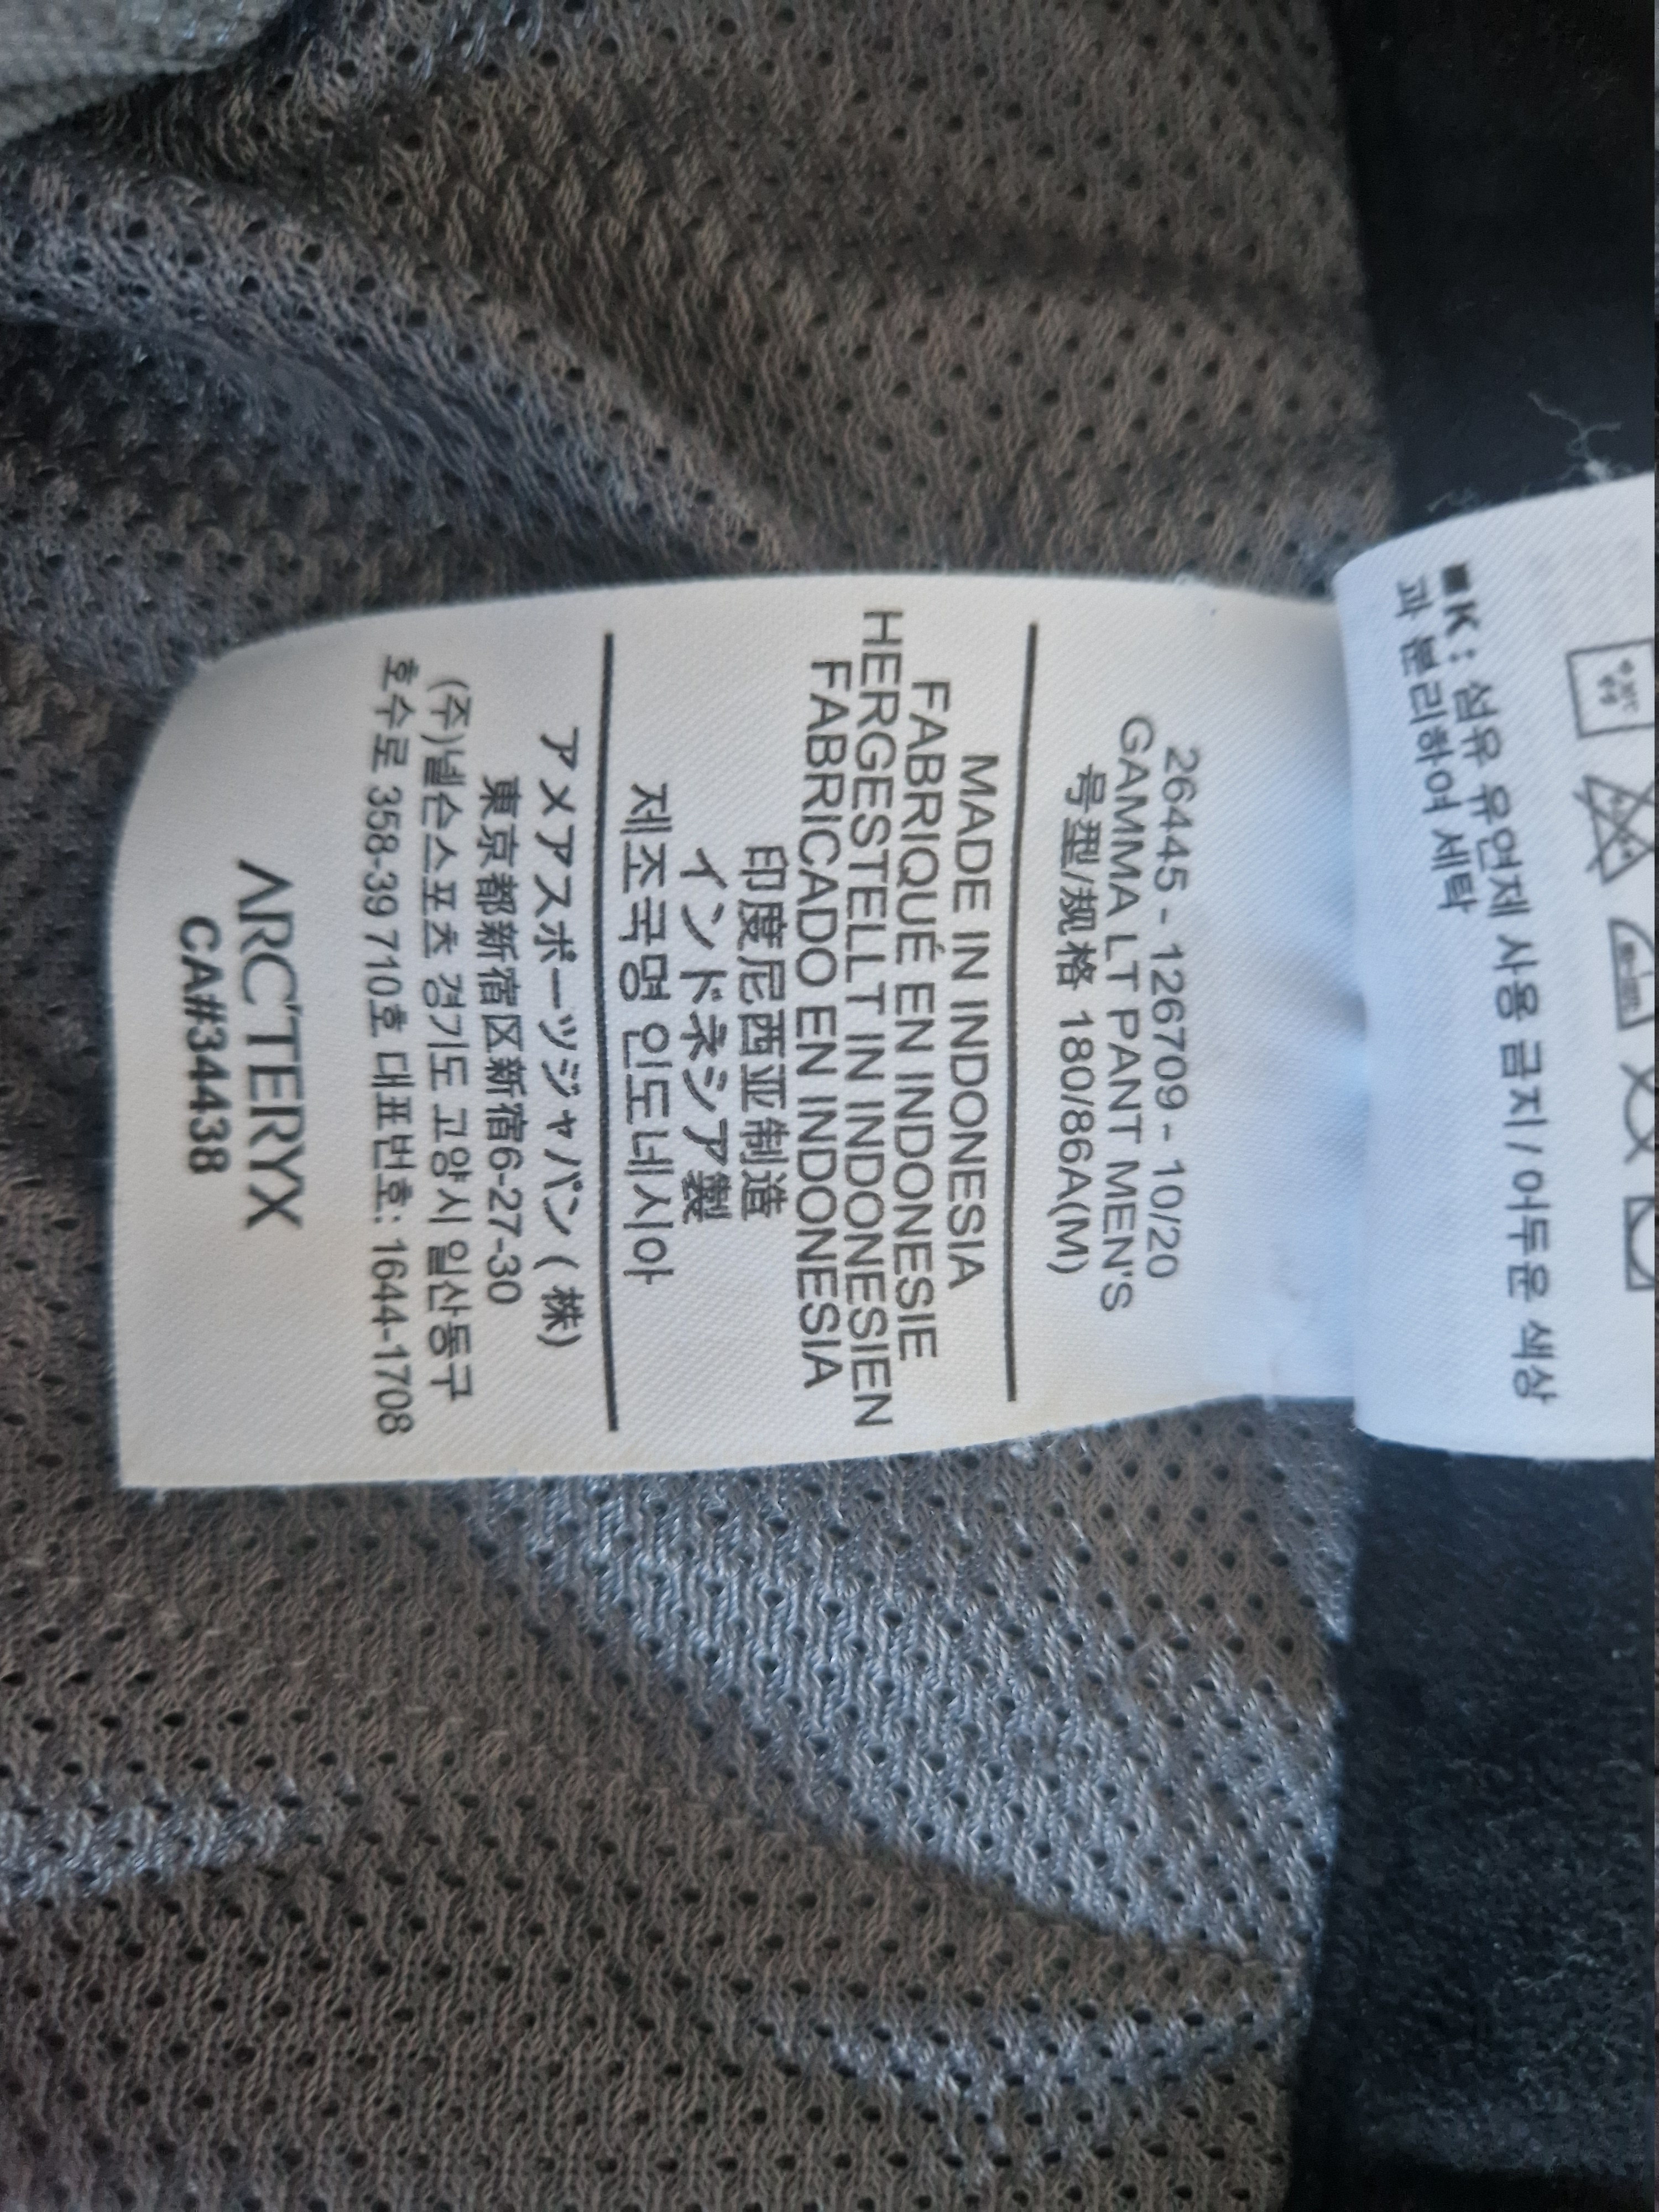 ■K : 섬유 유연제 사용 금지 / 어두운 색상
과 분리하여 세탁
26445 - 126709 - 10/20
GAMMA LT PANT MEN'S
号型/规格 180/86A(M)
MADE IN INDONESIA
FABRIQUÉ EN INDONESIE
HERGESTELLT IN INDONESIEN
FABRICADO EN INDONESIA
印度尼西亚制造
インドネシア製
제조국명 인도네시아
アメアスポーツジャパン ( 株)
東京都新宿区新宿6-27-30
(주)넬슨스포츠 경기도 고양시 일산동구
호수로 358-39 710호 대표번호: 1644-1708
ARC'TERYX
CA#34438